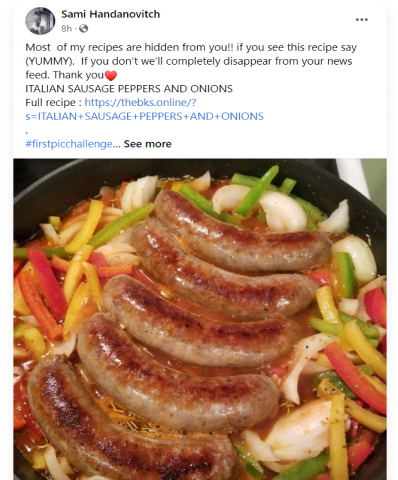 Sami Handanovitch
8h ·
Most of my recipes are hidden from you!! if you see this recipe say
(YUMMY). If you don't we'll completely disappear from your news
feed. Thank you❤️
ITALIAN SAUSAGE PEPPERS AND ONIONS
Full recipe : https://thebks.online/?
s=ITALIAN+SAUSAGE+PEPPERS+AND+ONIONS
.
#firstpicchallenge... See more